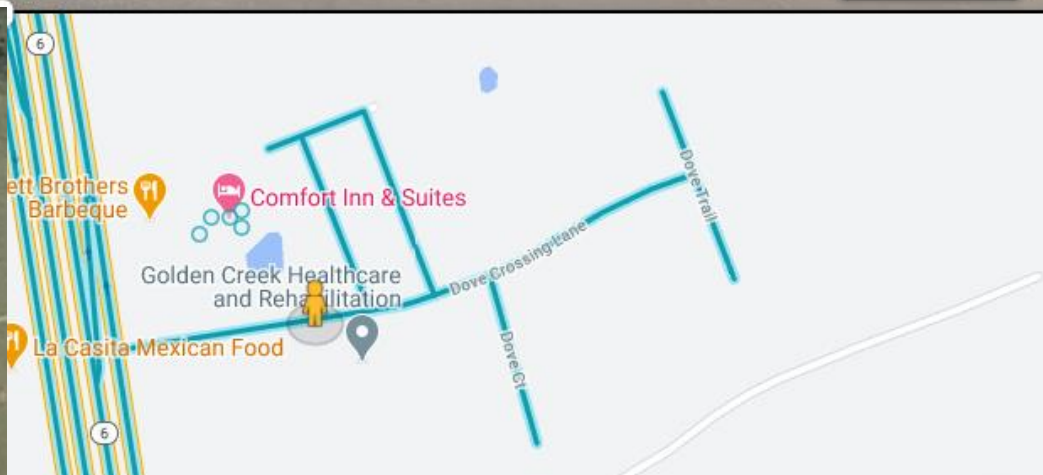 6
ett Brothers
Barbeque
Comfort Inn & Suites
Dove Trail
Golden Creek Healthcare
and Rehabilitation
Dove Crossing Lane
La Casita Mexican Food
Dove Ct
6